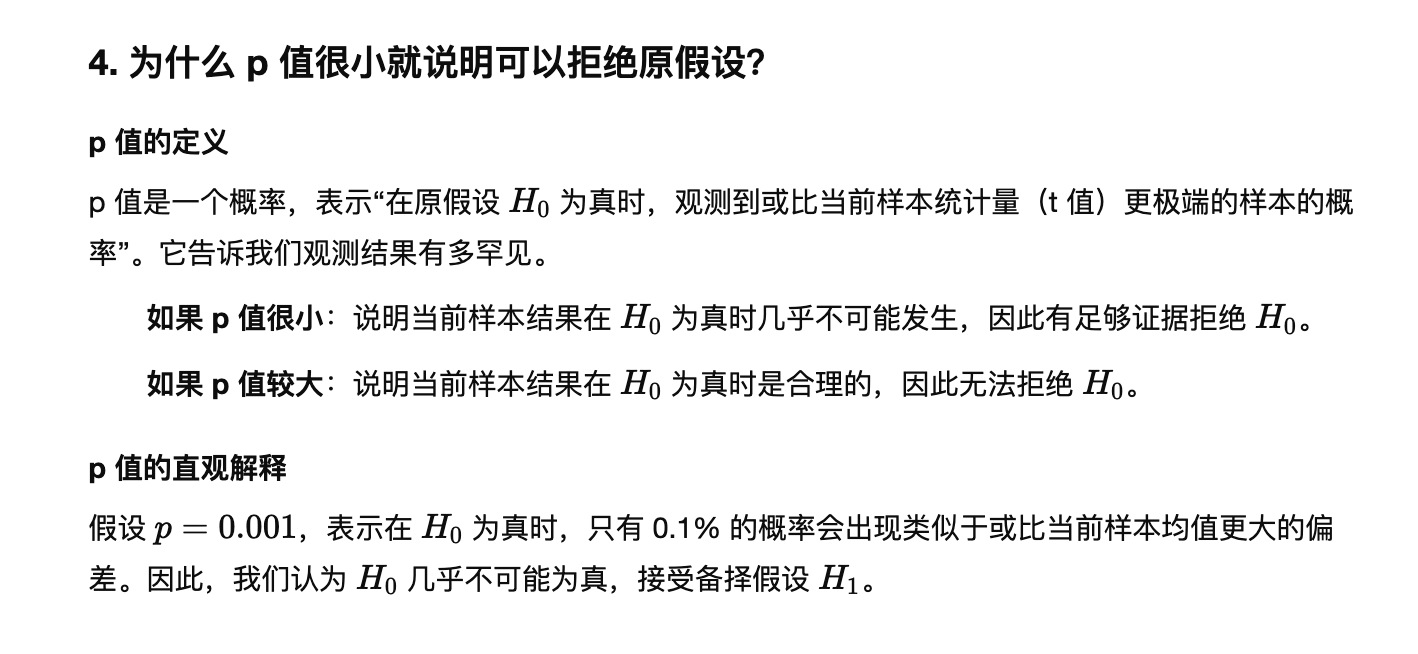 4. 为什么 p 值很小就说明可以拒绝原假设?
p 值的定义
p 值是一个概率，表示“在原假设 H₀ 为真时，观测到或比当前样本统计量（t 值）更极端的样本的概
率”。它告诉我们观测结果有多罕见。
如果 p 值很小：说明当前样本结果在 H₀ 为真时几乎不可能发生，因此有足够证据拒绝 H₀。
如果 p 值较大：说明当前样本结果在 H₀ 为真时是合理的，因此无法拒绝 H₀。
p 值的直观解释
假设 p = 0.001，表示在 H₀ 为真时，只有 0.1% 的概率会出现类似于或比当前样本均值更大的偏
差。因此，我们认为 H₀ 几乎不可能为真，接受备择假设 H₁。